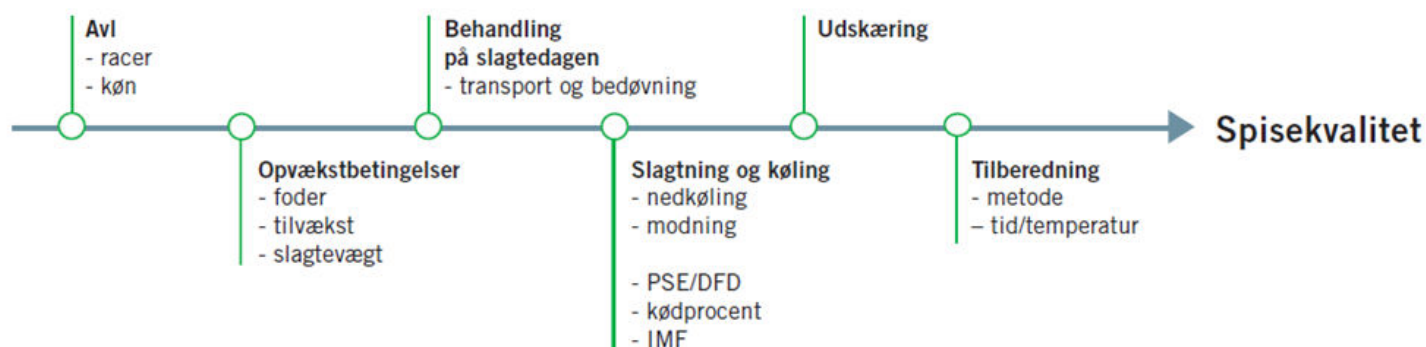 Avl
- racer
- køn
Opvækstbetingelser
- foder
- tilvækst
- slagtevægt
Behandling
på slagtedagen
- transport og bedøvning
Slagtning og køling
- nedkøling
- modning
- PSE/DFD
- kødprocent
- IMF
Udskæring
Tilberedning
- metode
– tid/temperatur
Spisekvalitet